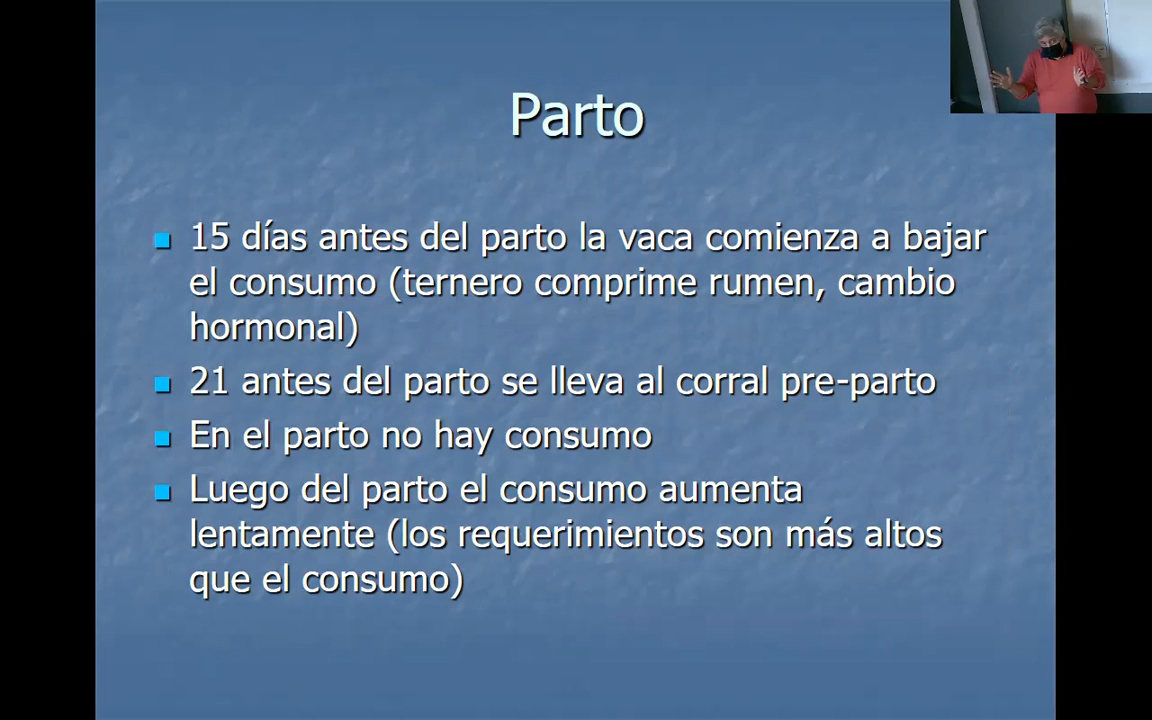 Parto
15 días antes del parto la vaca comienza a bajar
el consumo (ternero comprime rumen, cambio
hormonal)
21 antes del parto se lleva al corral pre-parto
En el parto no hay consumo
Luego del parto el consumo aumenta
lentamente (los requerimientos son más altos
que el consumo)